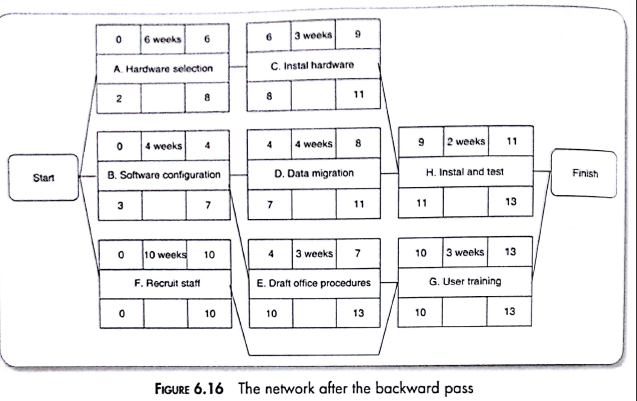 0 6 weeks 6
A. Hardware selection
2 8
6 3 weeks 9
C. Instal hardware
8 11
0 4 weeks 4
B. Software configuration
3 7
4 4 weeks 8
D. Data migration
7 11
9 2 weeks 11
H. Instal and test
11 13
Start
Finish
0 10 weeks 10
F. Recruit staff
0 10
4 3 weeks 7
E. Draft office procedures
10 13
10 3 weeks 13
G. User training
10 13
FIGURE 6.16 The network after the backward pass